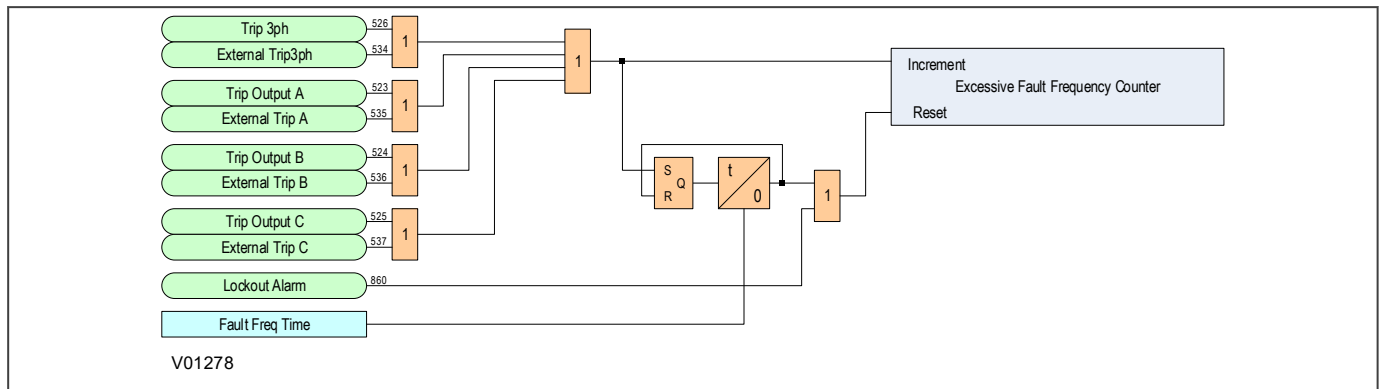 Trip 3ph
526
External Trip3ph
534
1
Trip Output A
523
External Trip A
535
1
Trip Output B
524
External Trip B
536
1
Trip Output C
525
External Trip C
537
1
1
Increment
Excessive Fault Frequency Counter
Reset
S
Q
R
t
0
1
Lockout Alarm
860
Fault Freq Time
V01278